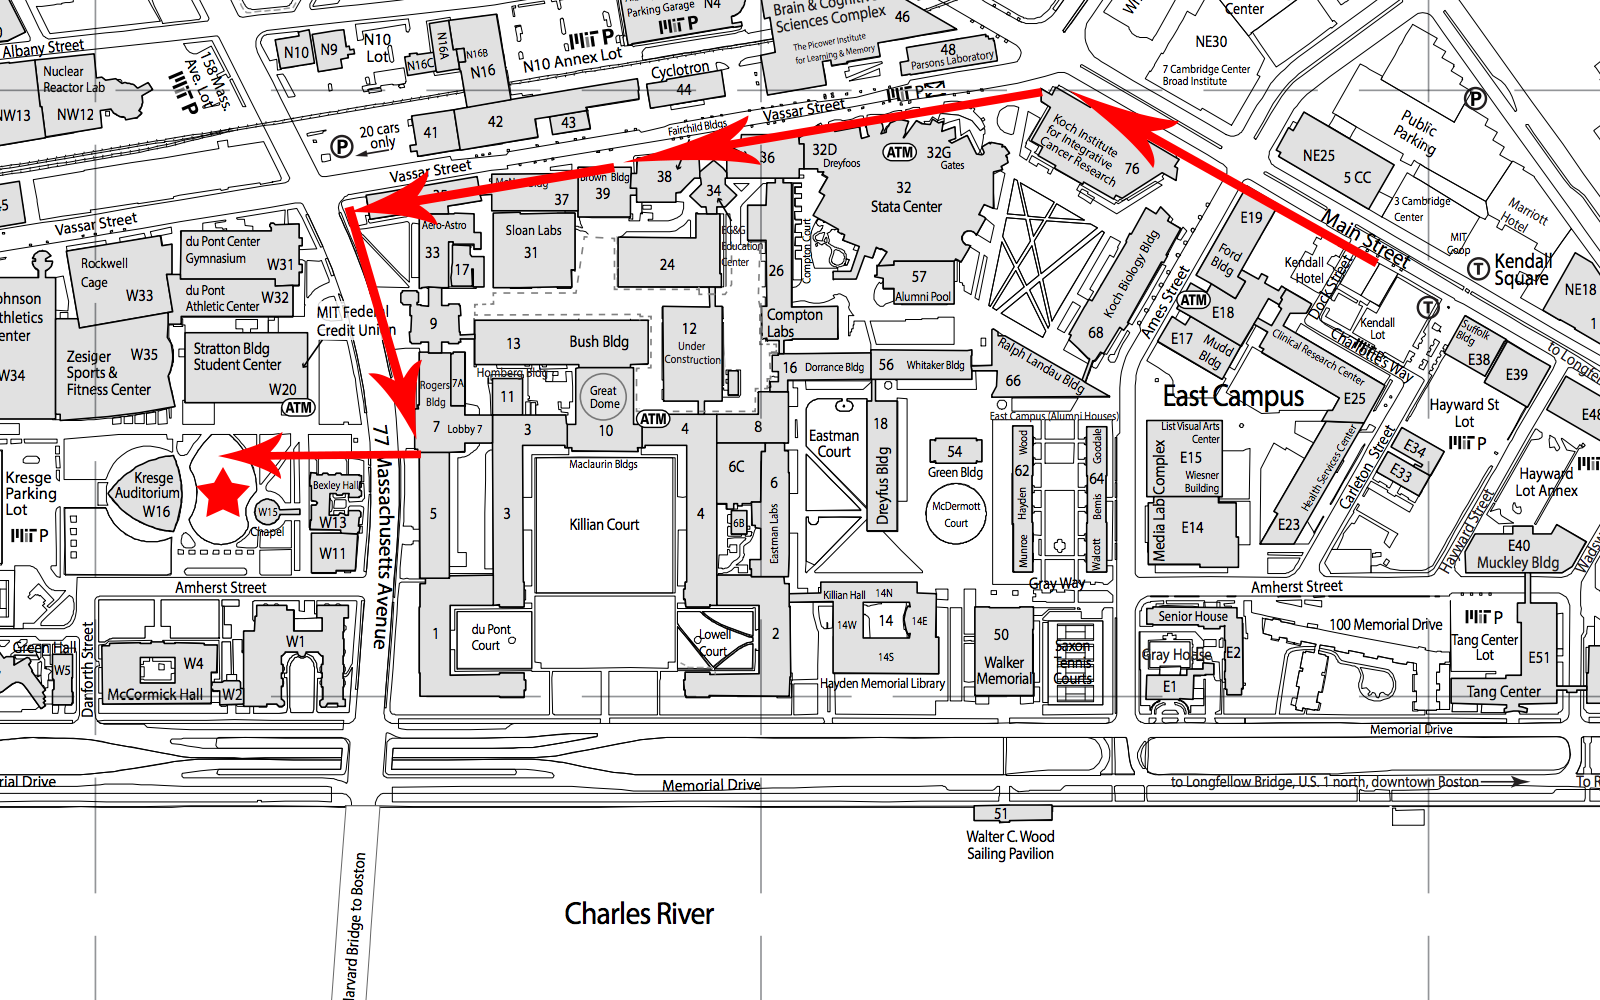 Albany Street
Nuclear
Reactor Lab
NW13
NW12
158 Mass.
Ave. Lot
N10
N9
N10
Lot
N16A
N16B
N16C
N16
N10 Annex Lot
P
Parking Garage
N4
P
Brain & Cognitive
Sciences Complex
46
The Picower Institute
for Learning & Memory
48
Parsons Laboratory
Center
NE30
7 Cambridge Center
Broad Institute
Cyclotron
44
Vassar Street
P
Public
Parking
P
20 cars
only
P
41
42
43
Fairchild Bldgs
36
32D
Dreyfoos
ATM
32G
Gates
32
Stata Center
Koch Institute
for Integrative
Cancer Research
76
NE25
5 CC
3 Cambridge
Center
Marriott
Hotel
MIT
Coop
T
Kendall
Square
NE18
1
Main Street
Vassar Street
Vassar Street
37
Brown Bldg
39
38
34
Aero-Astro
33
17
Sloan Labs
31
24
EG&G
Education
Center
26
Compton Court
57
Alumni Pool
Koch Biology Bldg
68
Ames Street
E19
Ford
Bldg
Kendall
Hotel
Dock Street
ATM
E18
E17
Mudd
Bldg
T
Kendall
Lot
Charles Way
Clinical Research Center
Suffolk
Bldg
E38
E39
to Longfe
E48
du Pont Center
Gymnasium
W31
Rockwell
Cage
W33
du Pont
Athletic Center
W32
ohnson
thletics
enter
W34
Zesiger
Sports &
Fitness Center
W35
Stratton Bldg
Student Center
W20
ATM
MIT Federal
Credit Union
9
13
Bush Bldg
12
Under
Construction
Compton
Labs
16
Dorrance Bldg
56
Whitaker Bldg
Ralph Landau Bldg
66
East Campus
East Campus (Alumni Houses)
Rogers
Bldg
7A
Homberg Bldg
11
Great
Dome
ATM
7
Lobby 7
3
10
Maclaurin Bldgs
4
8
Eastman
Court
18
Dreyfus Bldg
54
Green Bldg
McDermott
Court
Wood
62
Hayden
Munroe
Goodale
64
Bemis
Walcott
Gray Way
List Visual Arts
Center
E15
Wiesner
Building
Media Lab Complex
E14
E25
Health Services Center
E23
Carleton Street
Hayward St
Lot
P
E34
E33
Hayward
Lot Annex
Hayward Street
E40
Muckley Bldg
Wadsw
Kresge
Parking
Lot
P
Kresge
Auditorium
W16
W15
Chapel
Bexley Hall
W13
W11
77 Massachusetts Avenue
5
3
Killian Court
4
6C
6
6B
Eastman Labs
Amherst Street
Amherst Street
Green Hall
W5
Danforth Street
W4
McCormick Hall
W2
W1
1
du Pont
Court
Lowell
Court
2
Killian Hall
14N
14W
14
14E
14S
Hayden Memorial Library
50
Walker
Memorial
Saxon
Tennis
Courts
Senior House
Gray House
E2
E1
100 Memorial Drive
P
Tang Center
Lot
E51
Tang Center
Memorial Drive
rial Drive
Memorial Drive
to Longfellow Bridge, U.S. 1 north, downtown Boston
51
Walter C. Wood
Sailing Pavilion
Harvard Bridge to Boston
Charles River